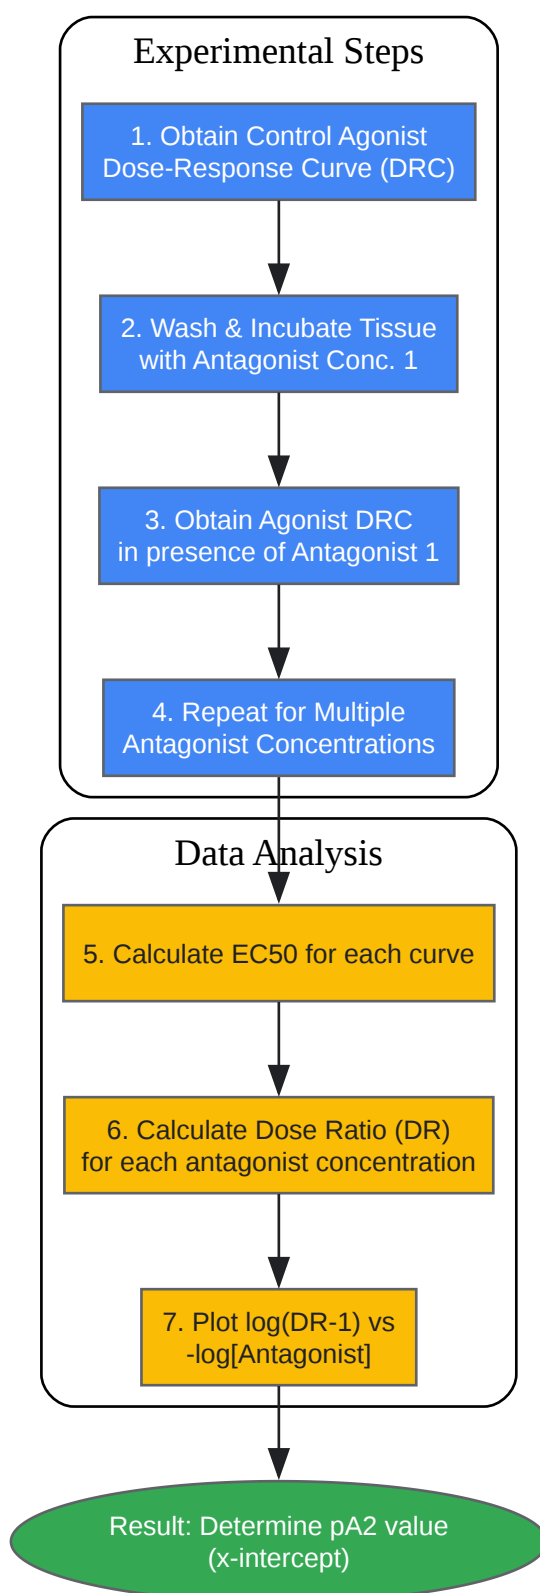 Experimental Steps
1. Obtain Control Agonist
Dose-Response Curve (DRC)
2. Wash & Incubate Tissue
with Antagonist Conc. 1
3. Obtain Agonist DRC
in presence of Antagonist 1
4. Repeat for Multiple
Antagonist Concentrations
Data Analysis
5. Calculate EC50 for each curve
6. Calculate Dose Ratio (DR)
for each antagonist concentration
7. Plot log(DR-1) vs
-log[Antagonist]
Result: Determine pA2 value
(x-intercept)